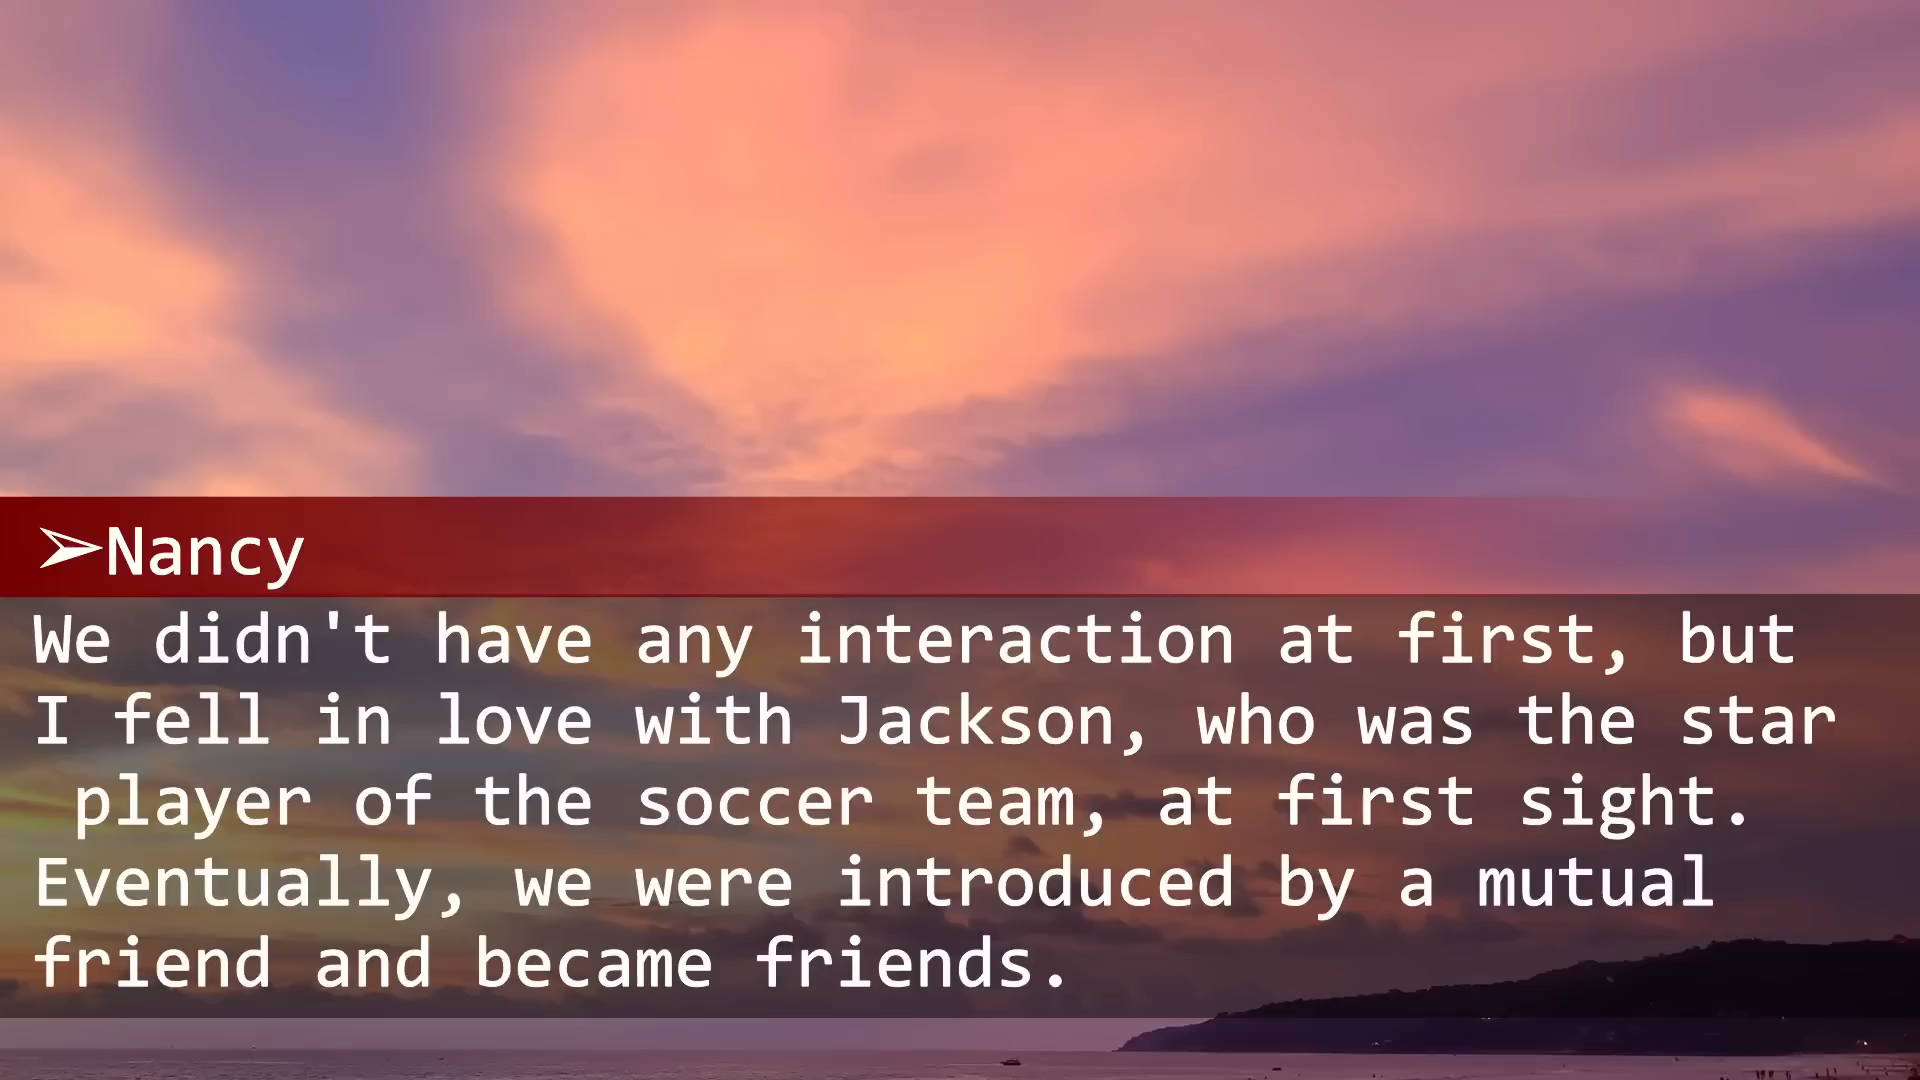 ➢Nancy
We didn't have any interaction at first, but
I fell in love with Jackson, who was the star
player of the soccer team, at first sight.
Eventually, we were introduced by a mutual
friend and became friends.